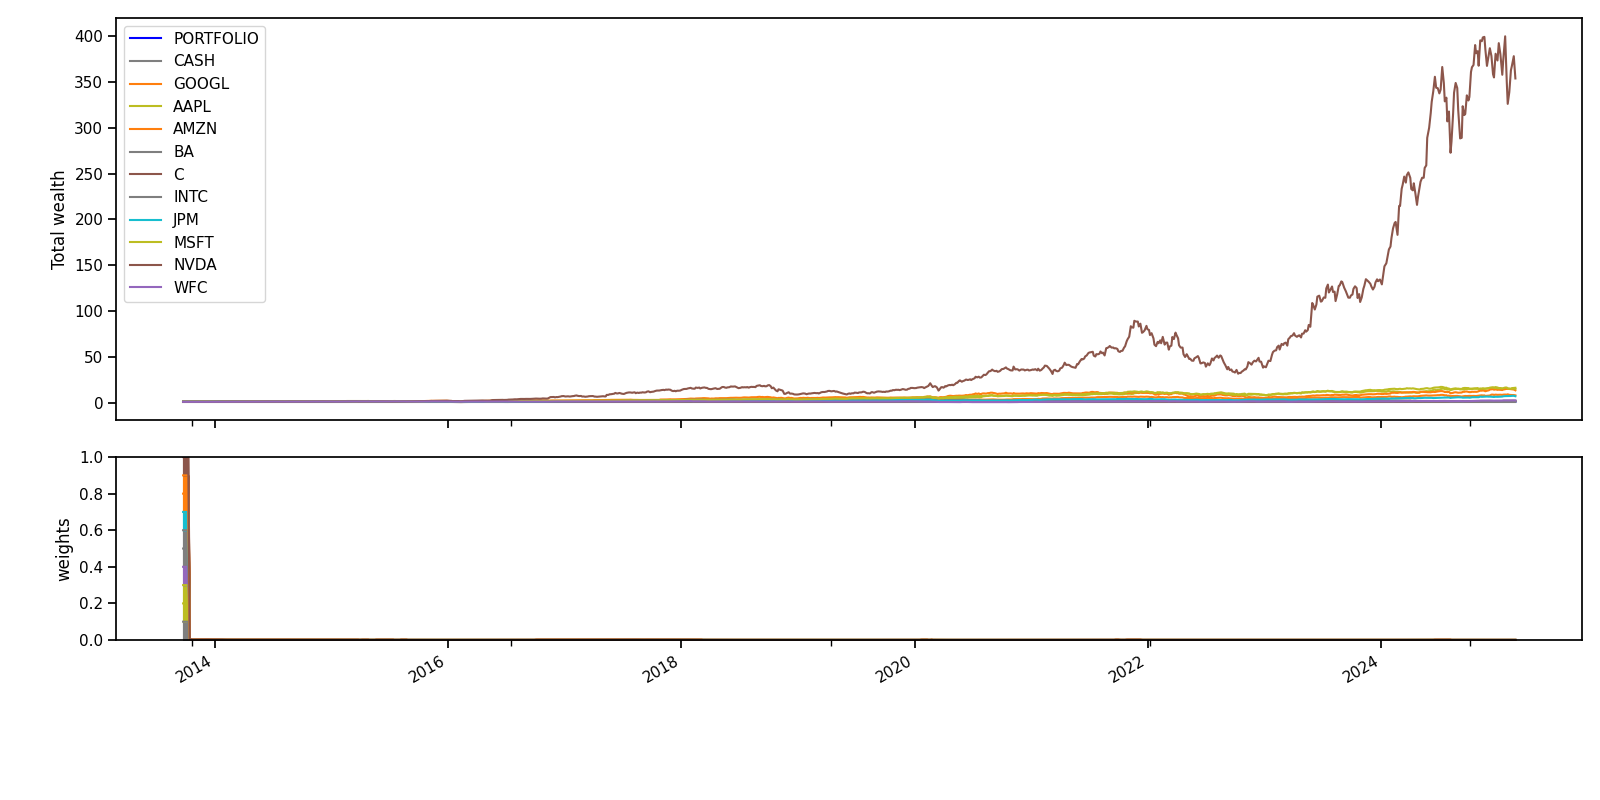 Total wealth
400
350
300
250
200
150
100
50
0
PORTFOLIO
CASH
GOOGL
AAPL
AMZN
BA
C
INTC
JPM
MSFT
NVDA
WFC
weights
1.0
0.8
0.6
0.4
0.2
0.0
2014
2016
2018
2020
2022
2024